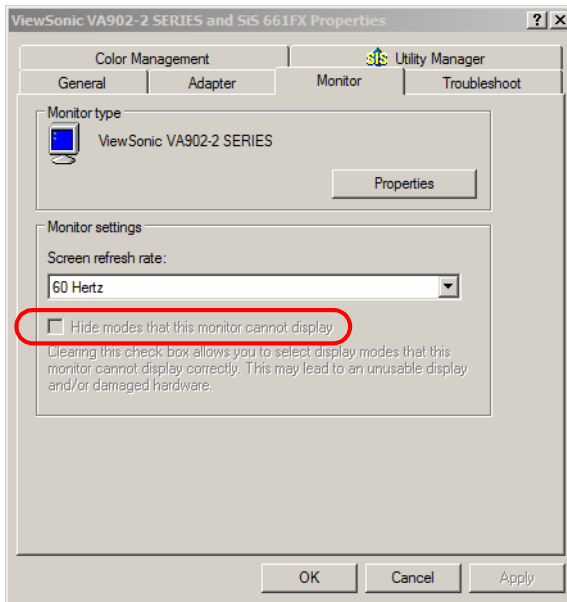 ViewSonic VA902-2 SERIES and SiS 661FX Properties
Color Management
SiS Utility Manager
General
Adapter
Monitor
Troubleshoot
Monitor type
ViewSonic VA902-2 SERIES
Properties
Monitor settings
Screen refresh rate:
60 Hertz
Hide modes that this monitor cannot display
Clearing this check box allows you to select display modes that this
monitor cannot display correctly. This may lead to an unusable display
and/or damaged hardware.
OK
Cancel
Apply